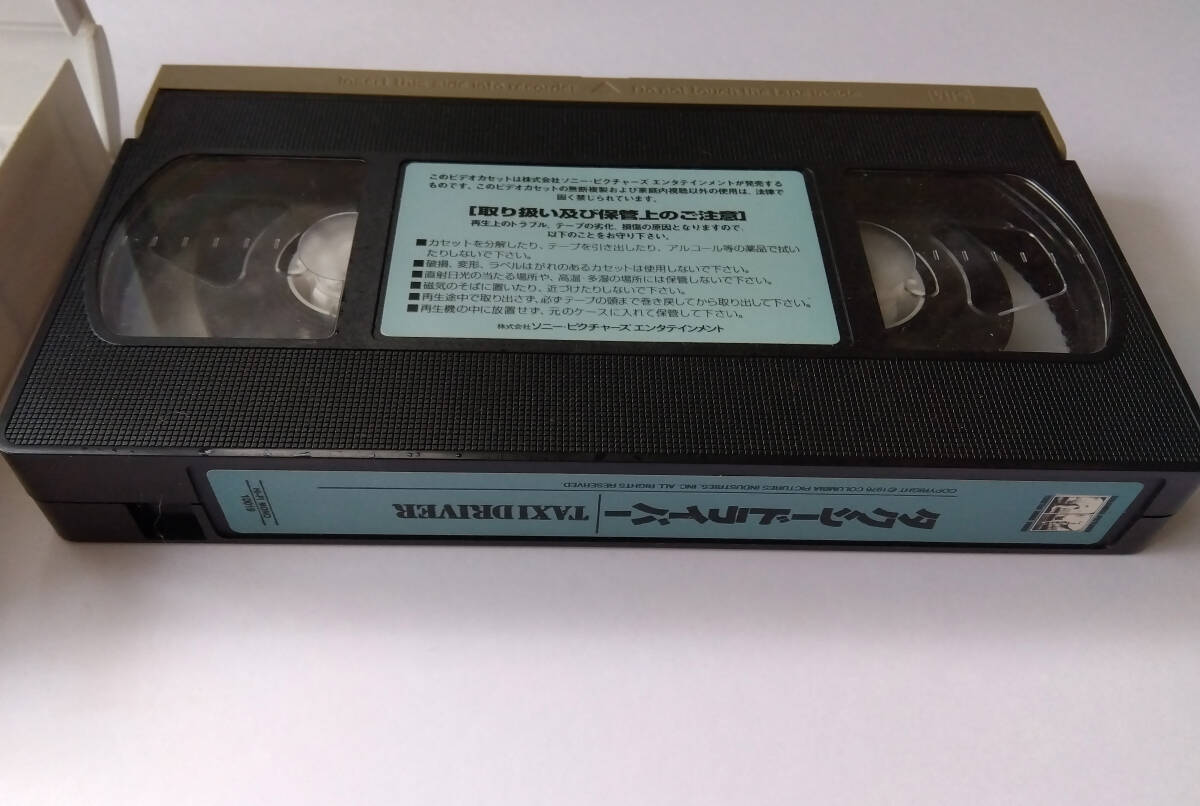 Insert this side into recorder
Do not touch the tape inside
VHS
このビデオカセットは株式会社 ソニー・ピクチャーズ エンタテインメントが発売する
ものです。このビデオカセットの無断複製および家庭内視聴以外の使用は、法律で
固く禁じられています。
[取り扱い及び保管上のご注意]
再生上のトラブル、テープの劣化、損傷の原因となりますので、
以下のことをお守り下さい。
■カセットを分解したり、テープを引き出したり、アルコール等の薬品で拭い
たりしないで下さい。
■破損、変形、ラベルはがれのあるカセットは使用しないで下さい。
■直射日光の当たる場所や、高温・多湿の場所には保管しないで下さい。
■磁気のそばに置いたり、近づけたりしないで下さい。
■再生途中で取り出さず、必ずテープの頭まで巻き戻してから取り出して下さい。
■再生機の中に放置せず、元のケースに入れて保管して下さい。
株式会社 ソニー・ピクチャーズ エンタテインメント
タクシードライバー
TAXI DRIVER
COPYRIGHT ©1976 COLUMBIA PICTURES INDUSTRIES, INC. ALL RIGHTS RESERVED.
Hi-Fi MONO